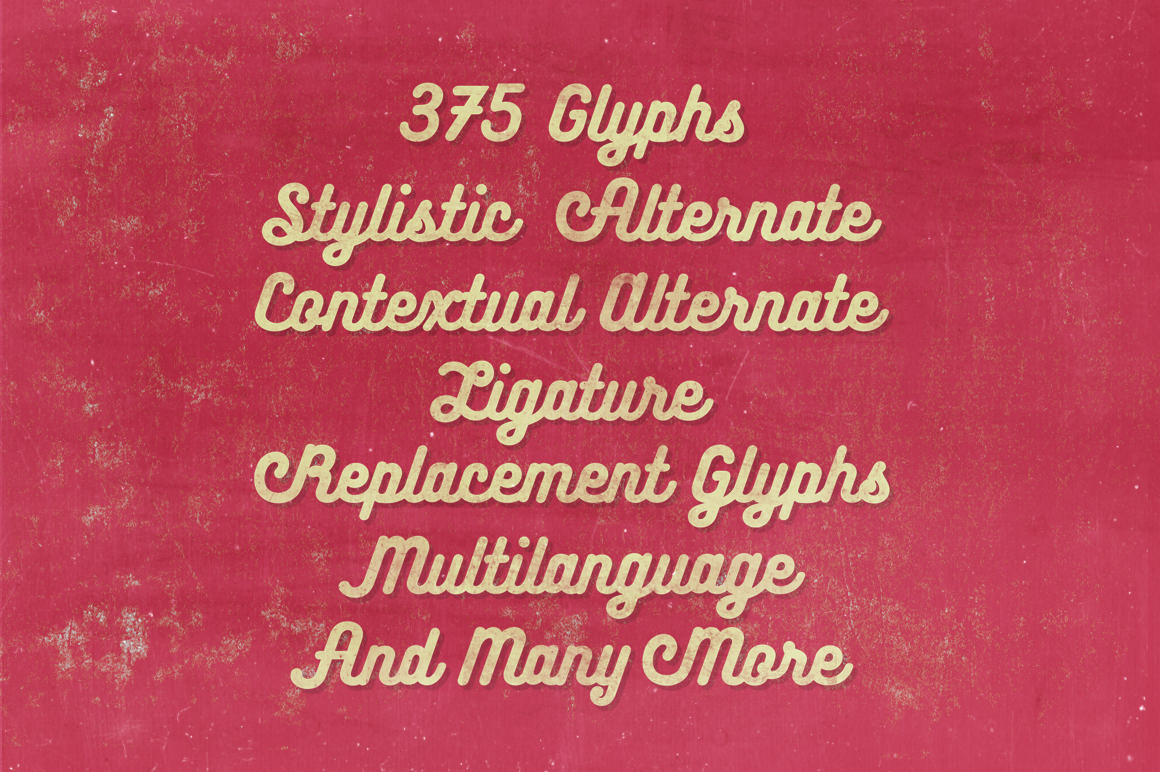 375 Glyphs
Stylistic Alternate
Contextual Alternate
Ligature
Replacement Glyphs
Multilanguage
And Many More